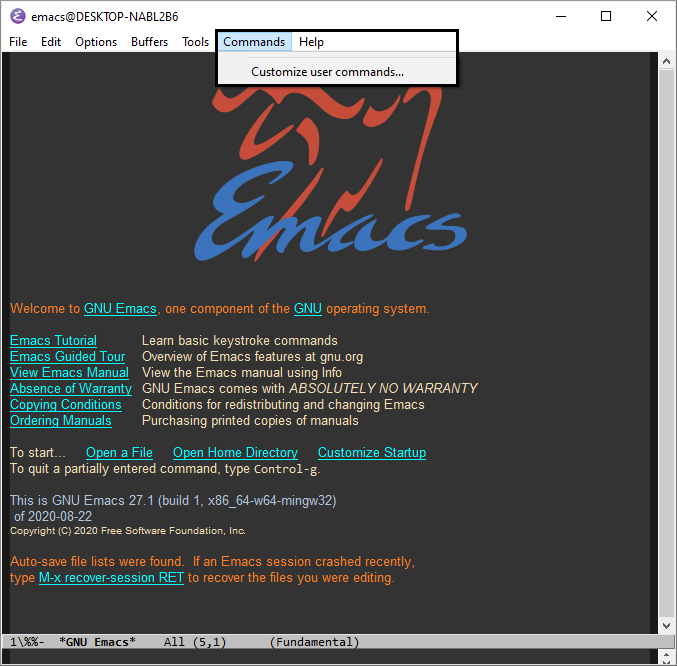 emacs@DESKTOP-NABL2B6
File Edit Options Buffers Tools Commands Help
Customize user commands...
Emacs
Welcome to GNU Emacs, one component of the GNU operating system.
Emacs Tutorial Learn basic keystroke commands
Emacs Guided Tour Overview of Emacs features at gnu.org
View Emacs Manual View the Emacs manual using Info
Absence of Warranty GNU Emacs comes with ABSOLUTELY NO WARRANTY
Copying Conditions Conditions for redistributing and changing Emacs
Ordering Manuals Purchasing printed copies of manuals
To start... Open a File Open Home Directory Customize Startup
To quit a partially entered command, type Control-g.
This is GNU Emacs 27.1 (build 1, x86_64-w64-mingw32)
of 2020-08-22
Copyright (C) 2020 Free Software Foundation, Inc.
Auto-save file lists were found. If an Emacs session crashed recently,
type M-x recover-session RET to recover the files you were editing.
1\%%- *GNU Emacs* All (5,1) (Fundamental)